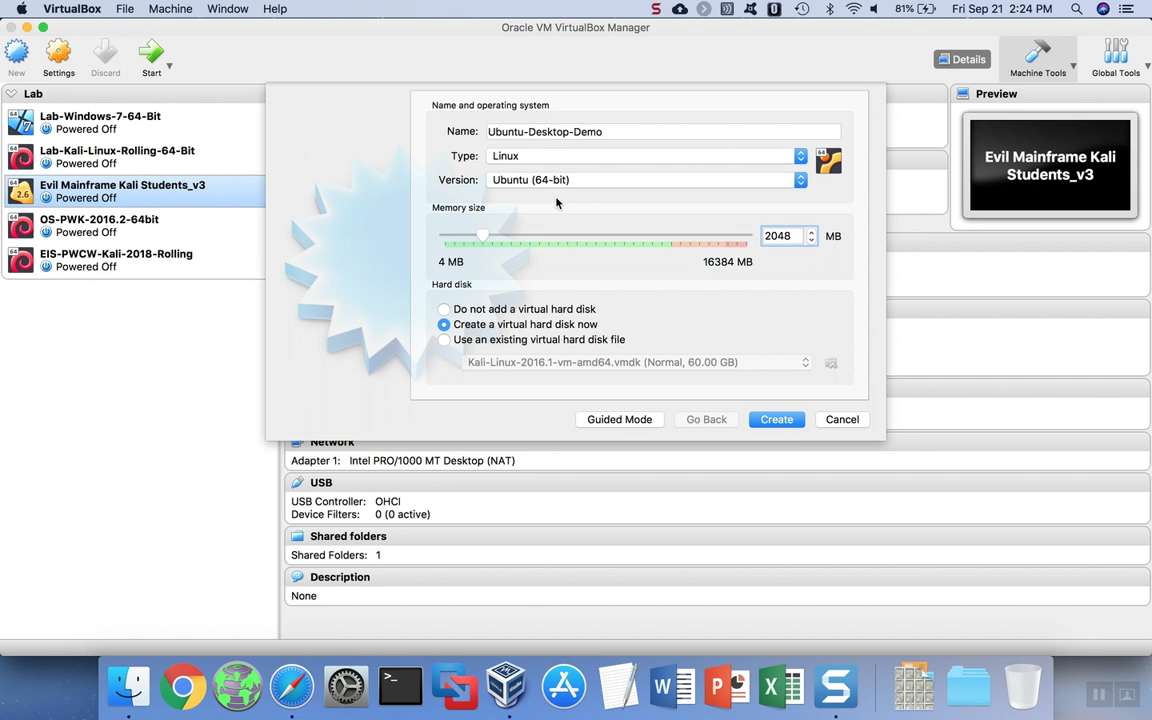 VirtualBox File Machine Window Help
81% Fri Sep 21 2:24 PM
Oracle VM VirtualBox Manager
New Settings Discard Start
Details Machine Tools Global Tools
Lab
Lab-Windows-7-64-Bit
Powered Off
Lab-Kali-Linux-Rolling-64-Bit
Powered Off
Evil Mainframe Kali Students_v3
Powered Off
OS-PWK-2016.2-64bit
Powered Off
EIS-PWCW-Kali-2018-Rolling
Powered Off
Name and operating system
Name: Ubuntu-Desktop-Demo
Type: Linux
Version: Ubuntu (64-bit)
Memory size
2048 MB
4 MB 16384 MB
Hard disk
Do not add a virtual hard disk
Create a virtual hard disk now
Use an existing virtual hard disk file
Kali-Linux-2016.1-vm-amd64.vmdk (Normal, 60.00 GB)
Guided Mode Go Back Create Cancel
Preview
Evil Mainframe Kali
Students_v3
Network
Adapter 1: Intel PRO/1000 MT Desktop (NAT)
USB
USB Controller: OHCI
Device Filters: 0 (0 active)
Shared folders
Shared Folders: 1
Description
None